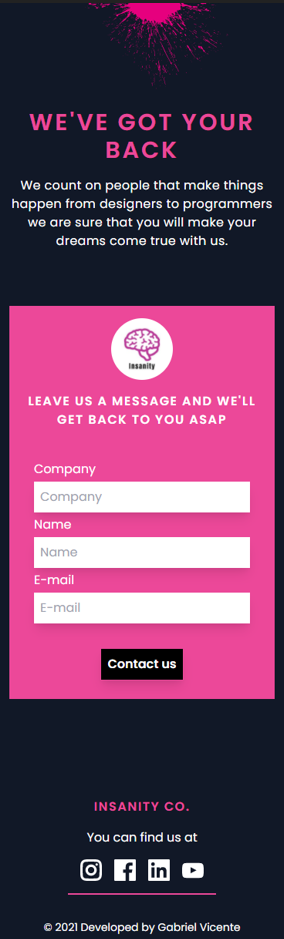 WE'VE GOT YOUR
BACK
We count on people that make things
happen from designers to programmers
we are sure that you will make your
dreams come true with us.
Insanity
LEAVE US A MESSAGE AND WE'LL
GET BACK TO YOU ASAP
Company
Company
Name
Name
E-mail
E-mail
Contact us
INSANITY CO.
You can find us at
© 2021 Developed by Gabriel Vicente